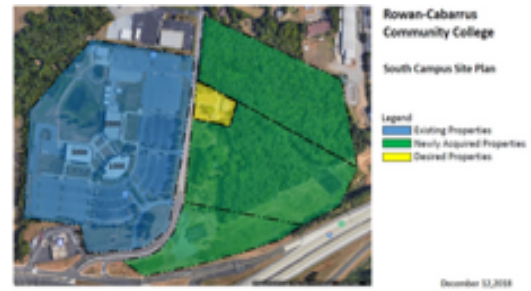 Rowan-Cabarrus
Community College
South Campus Site Plan
Legend
Existing Properties
Newly Acquired Properties
Desired Properties
December 12,2018